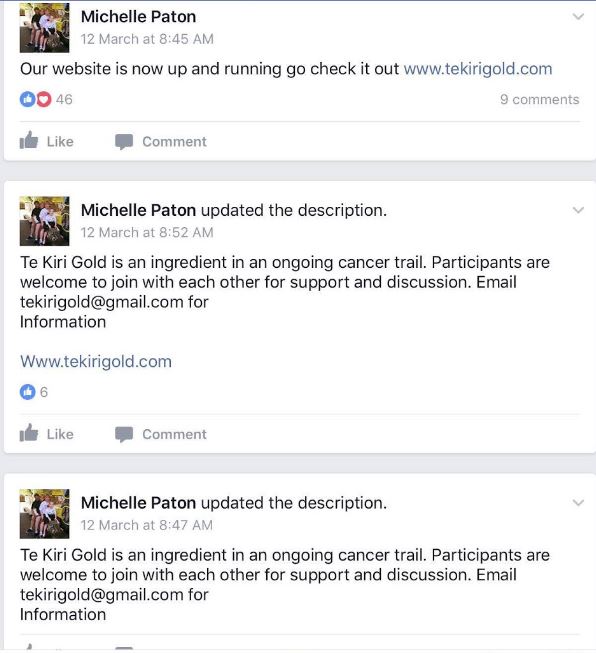 Michelle Paton
12 March at 8:45 AM
Our website is now up and running go check it out www.tekirigold.com
46
9 comments
Like
Comment
Michelle Paton updated the description.
12 March at 8:52 AM
Te Kiri Gold is an ingredient in an ongoing cancer trail. Participants are
welcome to join with each other for support and discussion. Email
tekirigold@gmail.com for
Information
Www.tekirigold.com
6
Like
Comment
Michelle Paton updated the description.
12 March at 8:47 AM
Te Kiri Gold is an ingredient in an ongoing cancer trail. Participants are
welcome to join with each other for support and discussion. Email
tekirigold@gmail.com for
Information